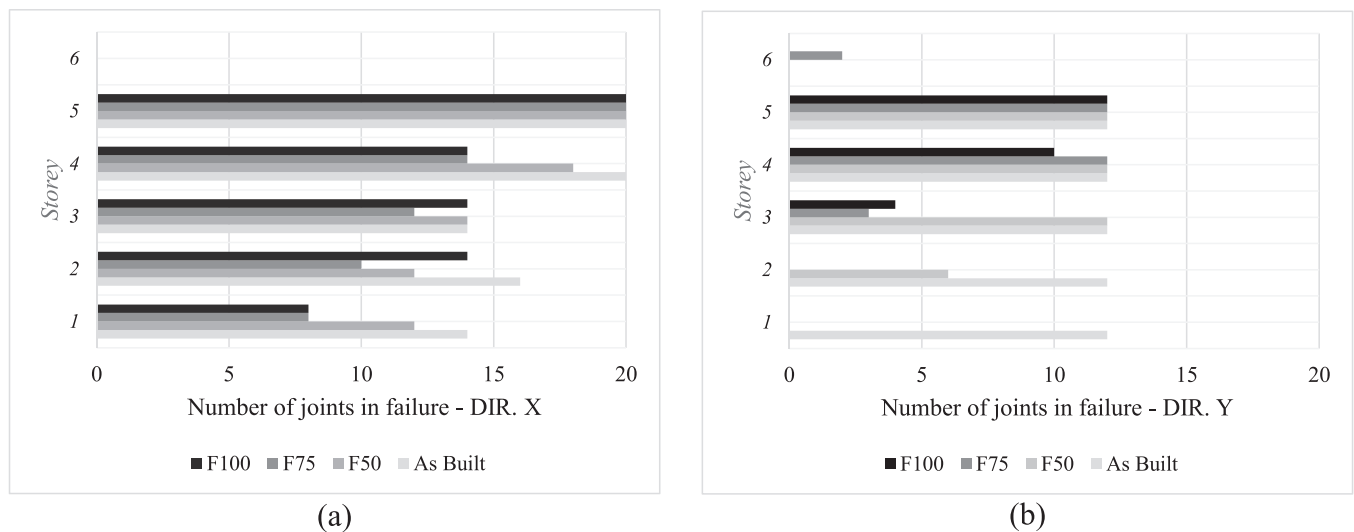 6
5
4
3
2
1
Storey
0 5 10 15 20
Number of joints in failure - DIR. X
F100 F75 F50 As Built
(a)
6
5
4
3
2
1
Storey
0 5 10 15 20
Number of joints in failure - DIR. Y
F100 F75 F50 As Built
(b)